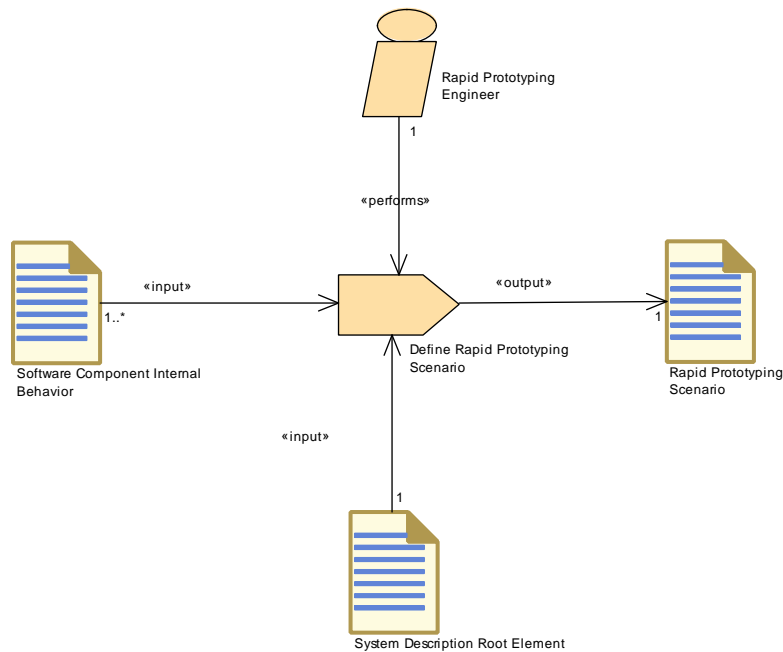 Rapid Prototyping
Engineer
1
«performs»
«input»
«output»
1..*
1
Software Component Internal
Behavior
Define Rapid Prototyping
Scenario
Rapid Prototyping
Scenario
«input»
1
System Description Root Element